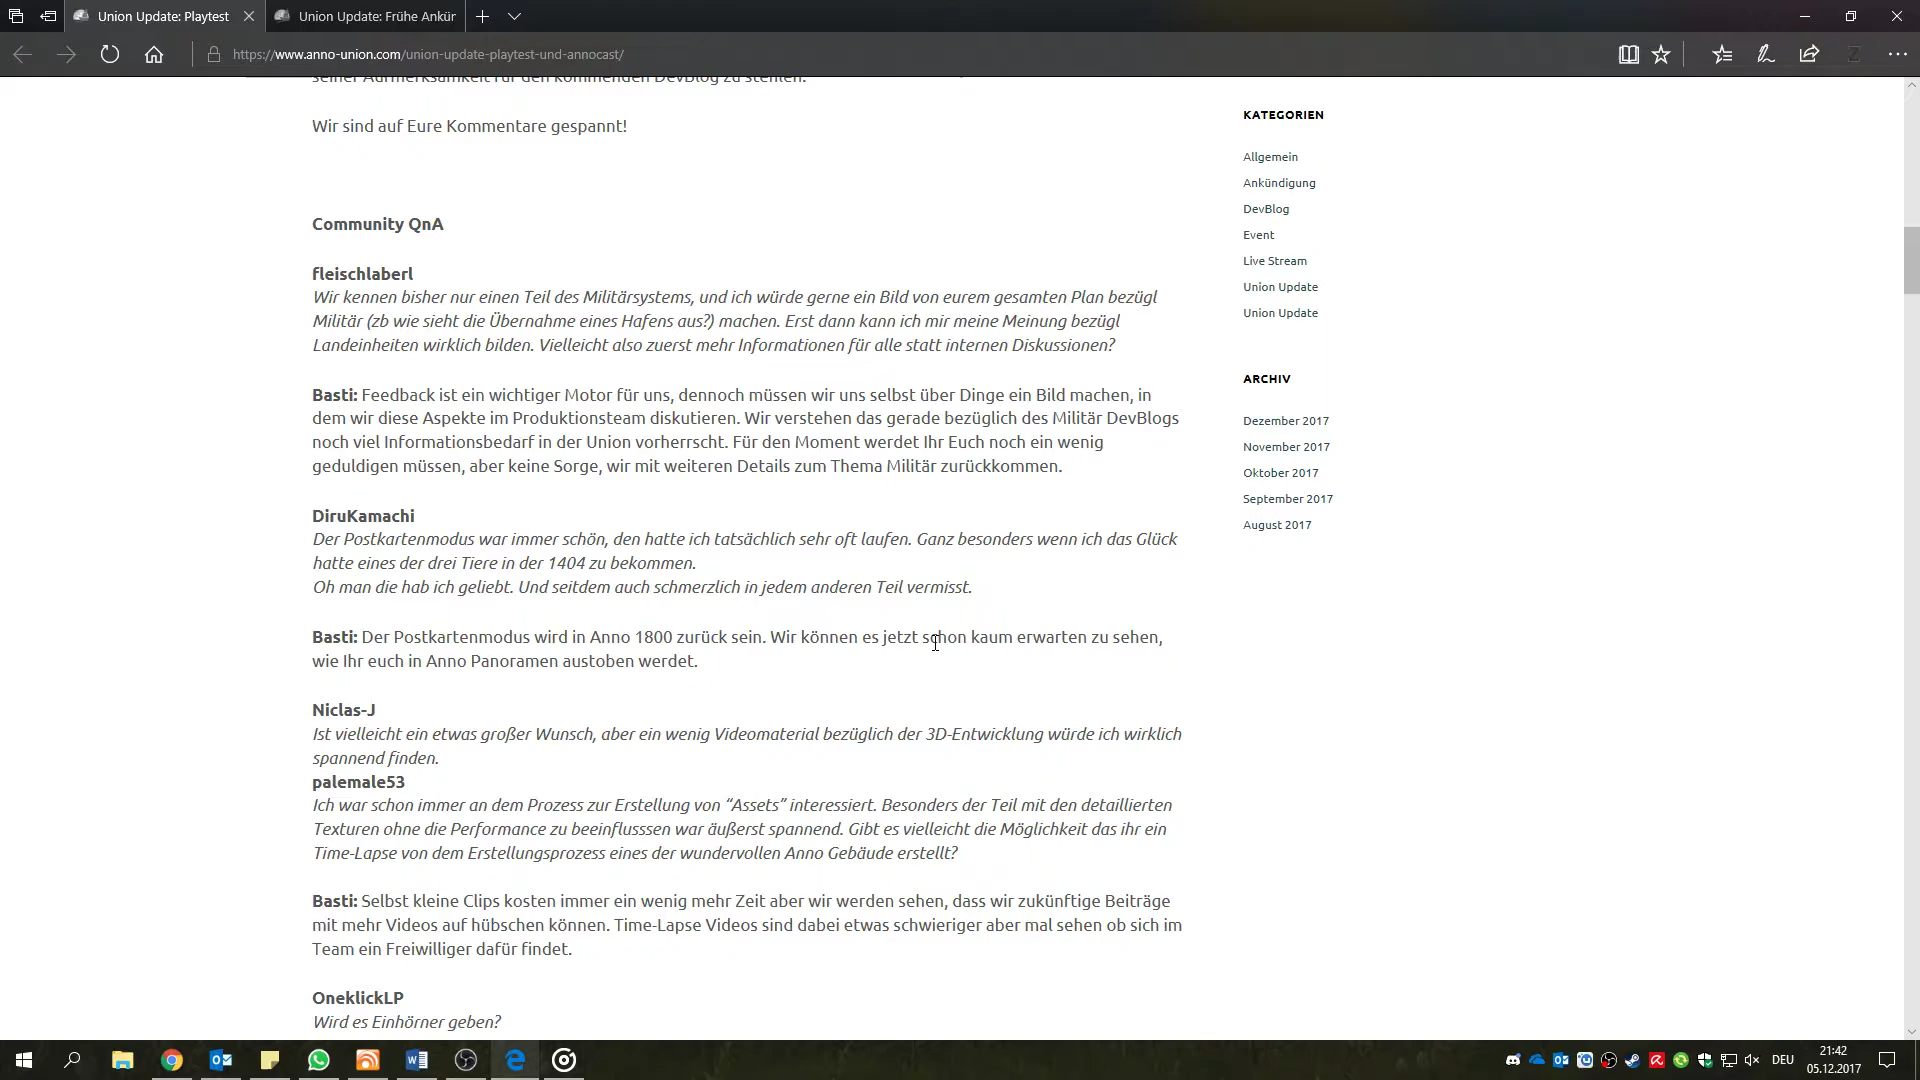 Union Update: Playtest
Union Update: Frühe Ankür
https://www.anno-union.com/union-update-playtest-und-annocast/
seiner Aufmerksamkeit für den kommenden DevBlog zu stehlen.
Wir sind auf Eure Kommentare gespannt!
Community QnA
fleischlaberl
Wir kennen bisher nur einen Teil des Militärsystems, und ich würde gerne ein Bild von eurem gesamten Plan bezügl
Militär (zb wie sieht die Übernahme eines Hafens aus?) machen. Erst dann kann ich mir meine Meinung bezügl
Landeinheiten wirklich bilden. Vielleicht also zuerst mehr Informationen für alle statt internen Diskussionen?
Basti: Feedback ist ein wichtiger Motor für uns, dennoch müssen wir uns selbst über Dinge ein Bild machen, in
dem wir diese Aspekte im Produktionsteam diskutieren. Wir verstehen das gerade bezüglich des Militär DevBlogs
noch viel Informationsbedarf in der Union vorherrscht. Für den Moment werdet Ihr Euch noch ein wenig
geduldigen müssen, aber keine Sorge, wir mit weiteren Details zum Thema Militär zurückkommen.
DiruKamachi
Der Postkartenmodus war immer schön, den hatte ich tatsächlich sehr oft laufen. Ganz besonders wenn ich das Glück
hatte eines der drei Tiere in der 1404 zu bekommen.
Oh man die hab ich geliebt. Und seitdem auch schmerzlich in jedem anderen Teil vermisst.
Basti: Der Postkartenmodus wird in Anno 1800 zurück sein. Wir können es jetzt schon kaum erwarten zu sehen,
wie Ihr euch in Anno Panoramen austoben werdet.
Niclas-J
Ist vielleicht ein etwas großer Wunsch, aber ein wenig Videomaterial bezüglich der 3D-Entwicklung würde ich wirklich
spannend finden.
palemale53
Ich war schon immer an dem Prozess zur Erstellung von “Assets” interessiert. Besonders der Teil mit den detaillierten
Texturen ohne die Performance zu beeinflusssen war äußerst spannend. Gibt es vielleicht die Möglichkeit das ihr ein
Time-Lapse von dem Erstellungsprozess eines der wundervollen Anno Gebäude erstellt?
Basti: Selbst kleine Clips kosten immer ein wenig mehr Zeit aber wir werden sehen, dass wir zukünftige Beiträge
mit mehr Videos auf hübschen können. Time-Lapse Videos sind dabei etwas schwieriger aber mal sehen ob sich im
Team ein Freiwilliger dafür findet.
OneklickLP
Wird es Einhörner geben?
KATEGORIEN
Allgemein
Ankündigung
DevBlog
Event
Live Stream
Union Update
Union Update
ARCHIV
Dezember 2017
November 2017
Oktober 2017
September 2017
August 2017
DEU
21:42
05.12.2017